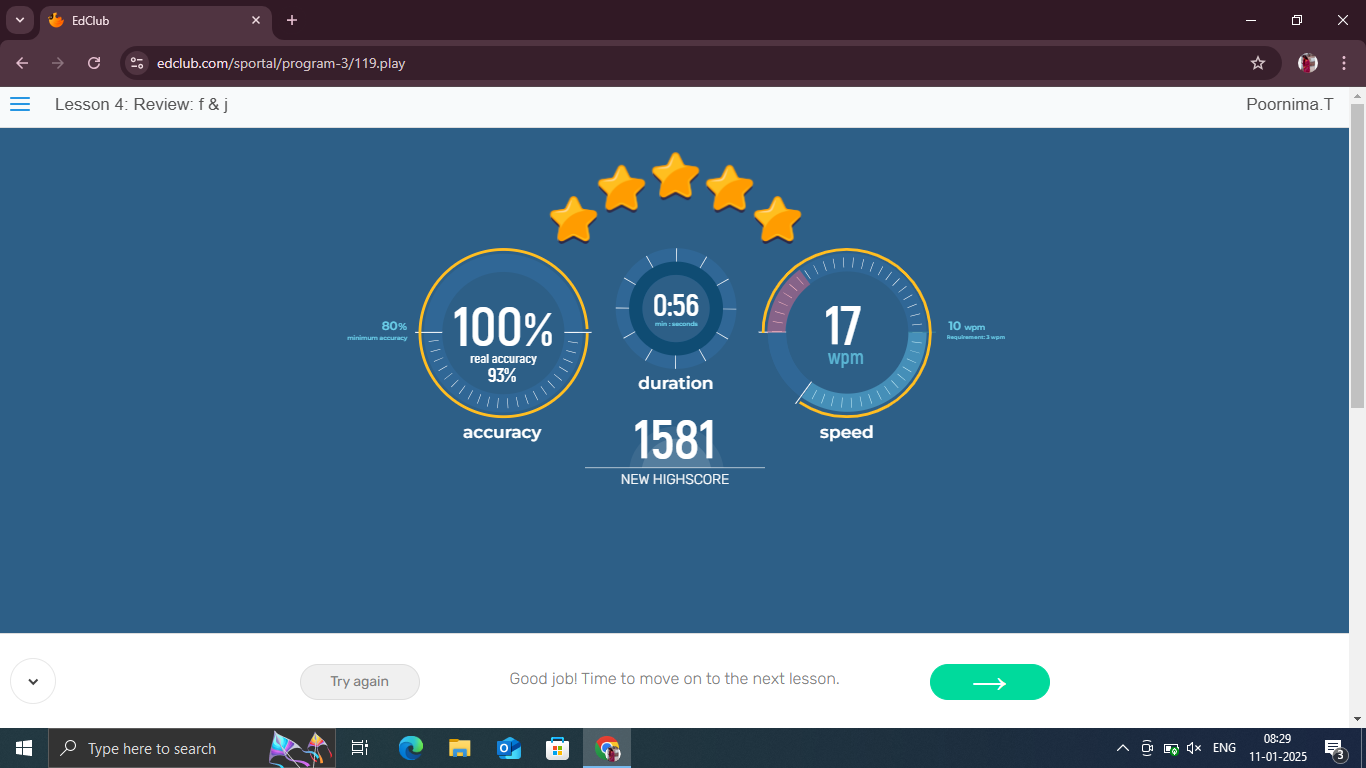 EdClub
edclub.com/sportal/program-3/119.play
Lesson 4: Review: f & j
Poornima.T
80%
minimum accuracy
100%
real accuracy
93%
accuracy
0:56
min : seconds
duration
17
wpm
speed
10 wpm
Requirement: 3 wpm
1581
NEW HIGHSCORE
Try again
Good job! Time to move on to the next lesson.
Type here to search
ENG
08:29
11-01-2025
3